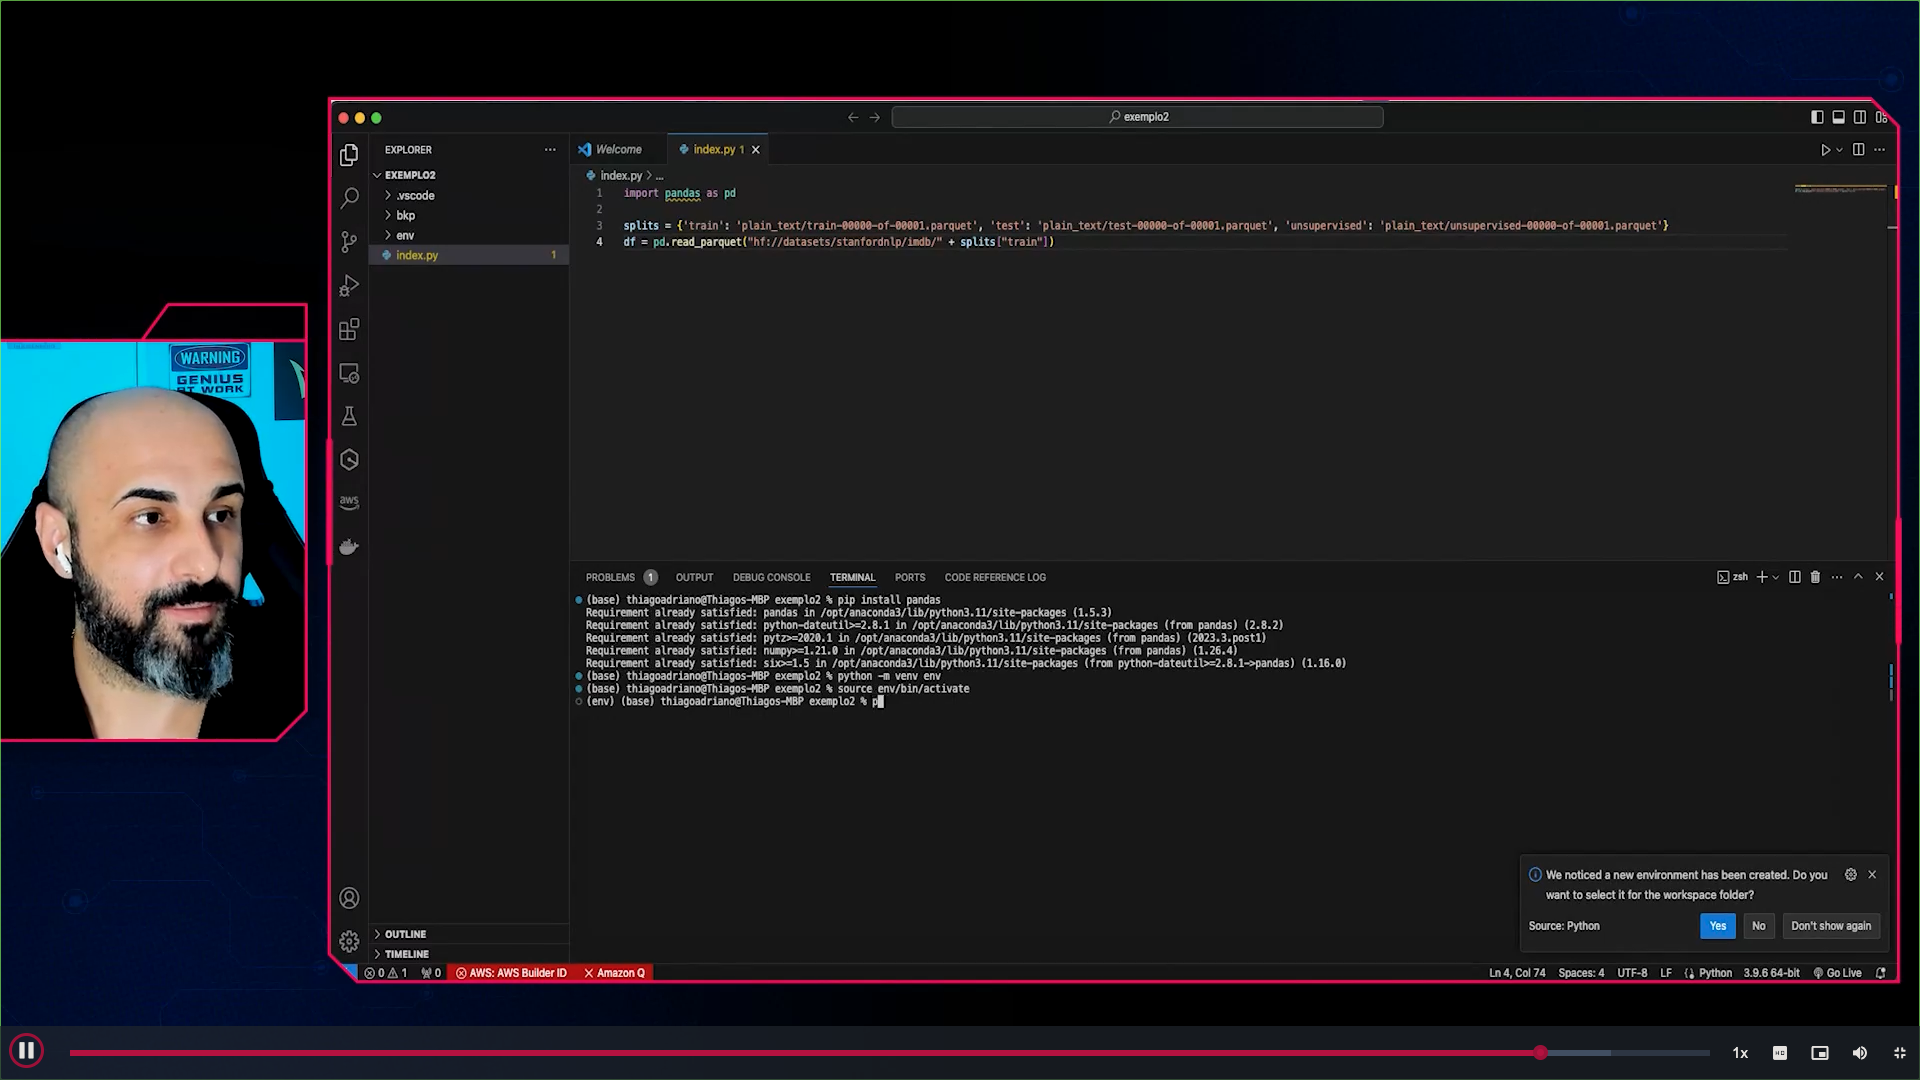 WARNING
GENIUS
AT WORK
exemplo2
EXPLORER
EXEMPLO2
.vscode
bkp
env
index.py 1
OUTLINE
TIMELINE
Welcome
index.py 1
index.py > ...
1 import pandas as pd
2
3 splits = {'train': 'plain_text/train-00000-of-00001.parquet', 'test': 'plain_text/test-00000-of-00001.parquet', 'unsupervised': 'plain_text/unsupervised-00000-of-00001.parquet'}
4 df = pd.read_parquet("hf://datasets/stanfordnlp/imdb/" + splits["train"])
aws
PROBLEMS 1 OUTPUT DEBUG CONSOLE TERMINAL PORTS CODE REFERENCE LOG
zsh
(base) thiagoadriano@Thiagos-MBP exemplo2 % pip install pandas
Requirement already satisfied: pandas in /opt/anaconda3/lib/python3.11/site-packages (1.5.3)
Requirement already satisfied: python-dateutil>=2.8.1 in /opt/anaconda3/lib/python3.11/site-packages (from pandas) (2.8.2)
Requirement already satisfied: pytz>=2020.1 in /opt/anaconda3/lib/python3.11/site-packages (from pandas) (2023.3.post1)
Requirement already satisfied: numpy>=1.21.0 in /opt/anaconda3/lib/python3.11/site-packages (from pandas) (1.26.4)
Requirement already satisfied: six>=1.5 in /opt/anaconda3/lib/python3.11/site-packages (from python-dateutil>=2.8.1->pandas) (1.16.0)
(base) thiagoadriano@Thiagos-MBP exemplo2 % python -m venv env
(base) thiagoadriano@Thiagos-MBP exemplo2 % source env/bin/activate
(env) (base) thiagoadriano@Thiagos-MBP exemplo2 % p
We noticed a new environment has been created. Do you
want to select it for the workspace folder?
Source: Python
Yes
No
Don't show again
0 1 0 AWS: AWS Builder ID Amazon Q
Ln 4, Col 74 Spaces: 4 UTF-8 LF Python 3.9.6 64-bit Go Live
1x